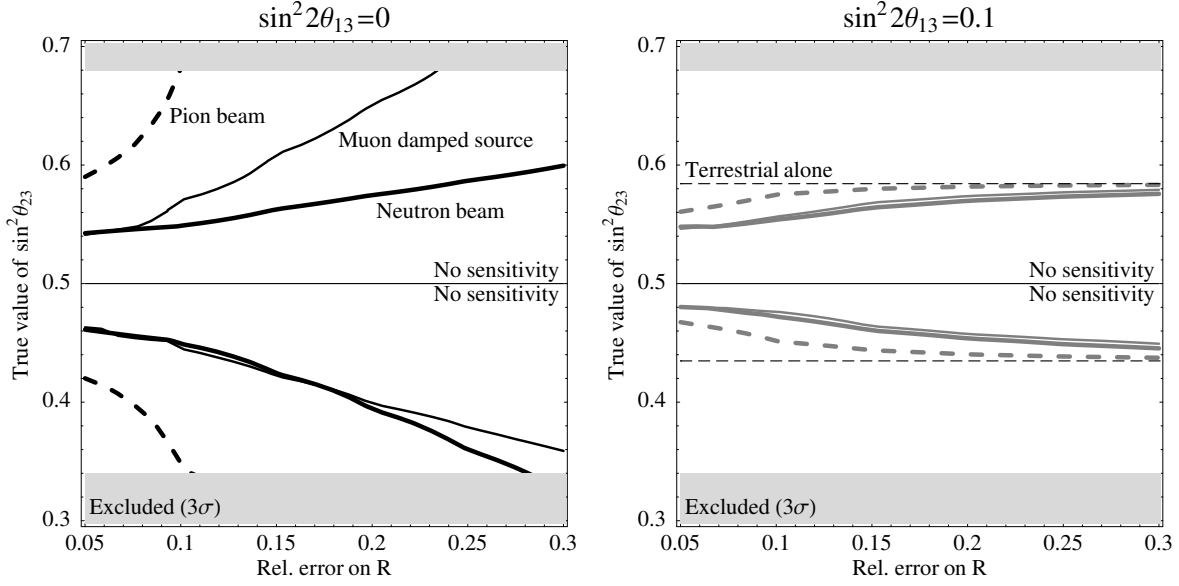 sin²2θ₁₃=0
0.7
0.6
0.5
0.4
0.3
True value of sin²θ₂₃
Pion beam
Muon damped source
Neutron beam
No sensitivity
No sensitivity
Excluded (3σ)
0.05 0.1 0.15 0.2 0.25 0.3
Rel. error on R
sin²2θ₁₃=0.1
0.7
0.6
0.5
0.4
0.3
True value of sin²θ₂₃
Terrestrial alone
No sensitivity
No sensitivity
Excluded (3σ)
0.05 0.1 0.15 0.2 0.25 0.3
Rel. error on R